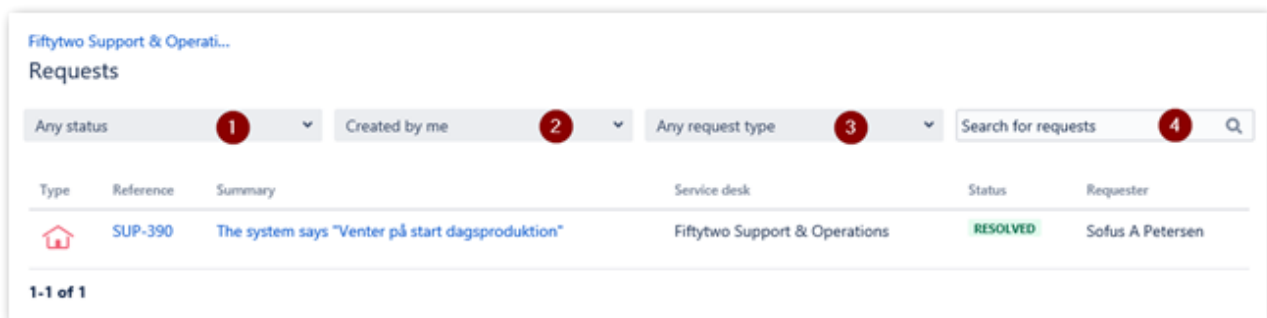 Fiftytwo Support & Operati...
Requests
Any status 1 Created by me 2 Any request type 3 Search for requests 4
Type Reference Summary Service desk Status Requester
SUP-390 The system says "Venter på start dagsproduktion" Fiftytwo Support & Operations RESOLVED Sofus A Petersen
1-1 of 1